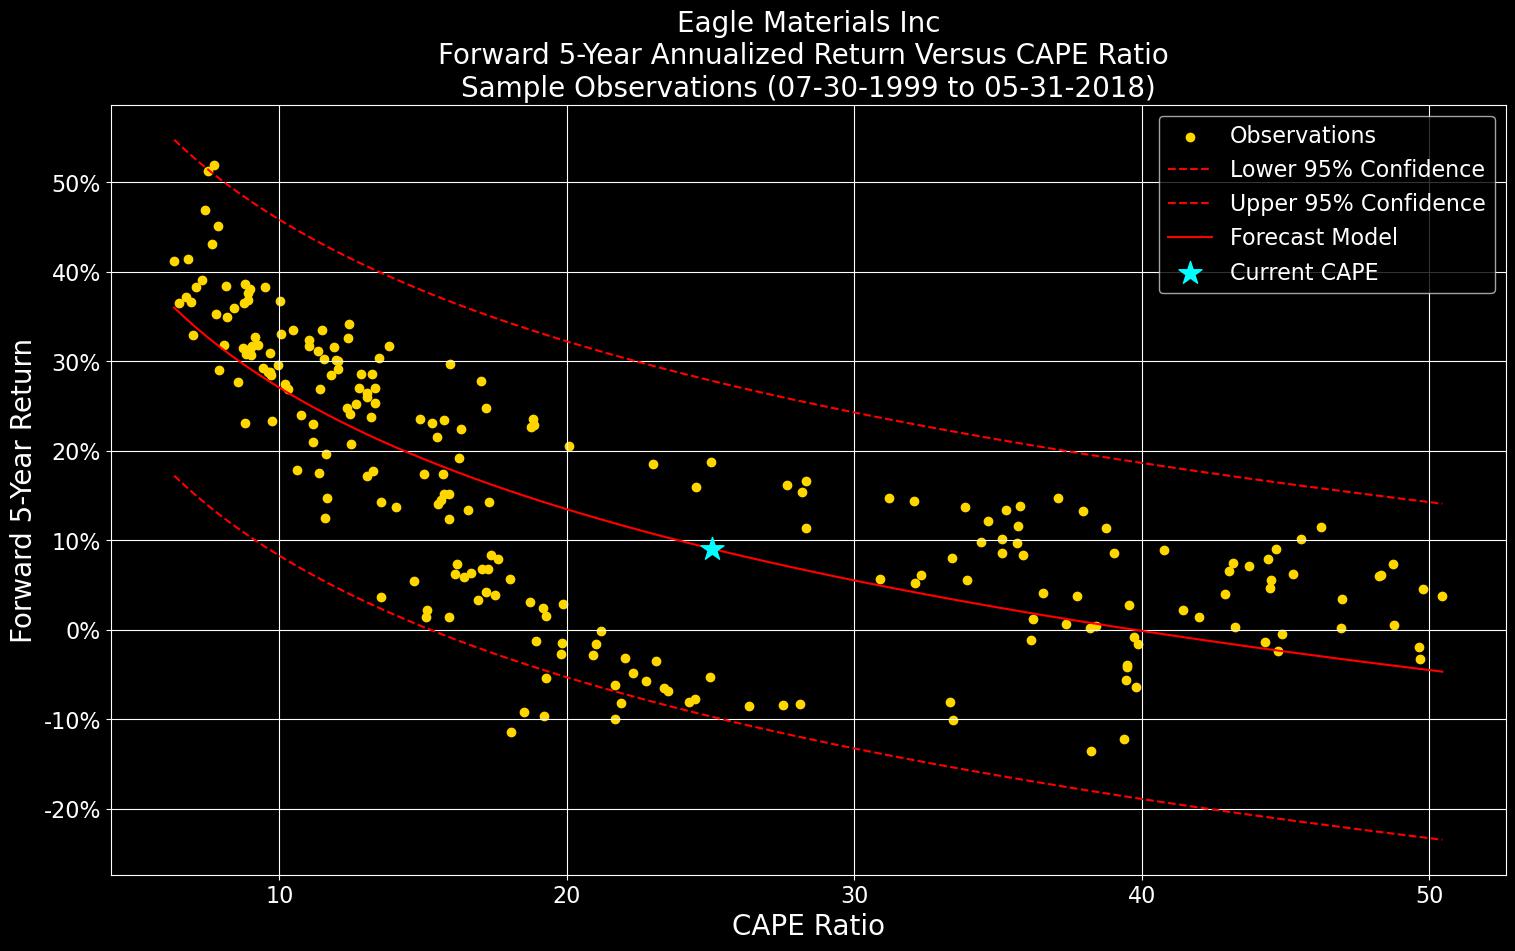 Eagle Materials Inc
Forward 5-Year Annualized Return Versus CAPE Ratio
Sample Observations (07-30-1999 to 05-31-2018)
Observations
Lower 95% Confidence
Upper 95% Confidence
Forecast Model
Current CAPE
Forward 5-Year Return
50%
40%
30%
20%
10%
0%
-10%
-20%
10 20 30 40 50
CAPE Ratio